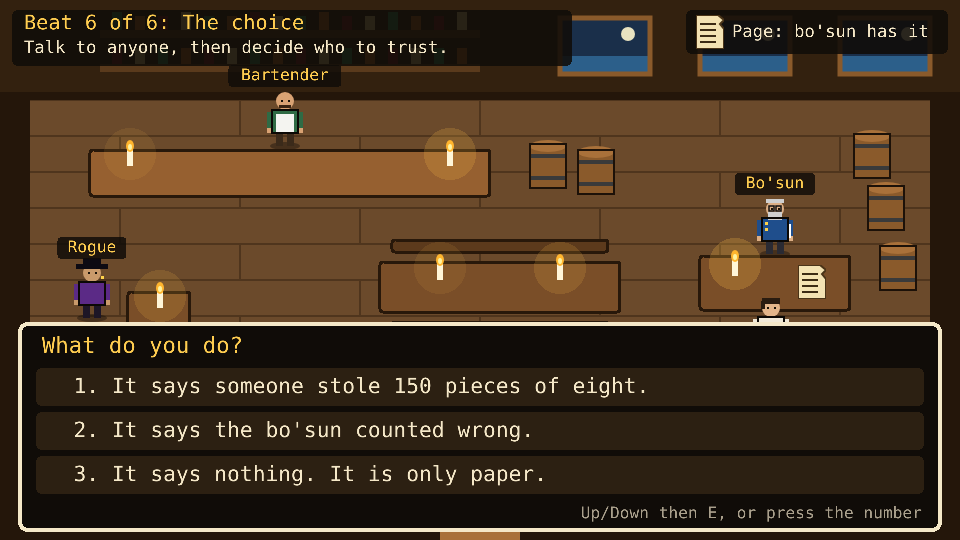 Beat 6 of 6: The choice
Talk to anyone, then decide who to trust.
Page: bo'sun has it
Bartender
Bo'sun
Rogue
What do you do?
1. It says someone stole 150 pieces of eight.
2. It says the bo'sun counted wrong.
3. It says nothing. It is only paper.
Up/Down then E, or press the number